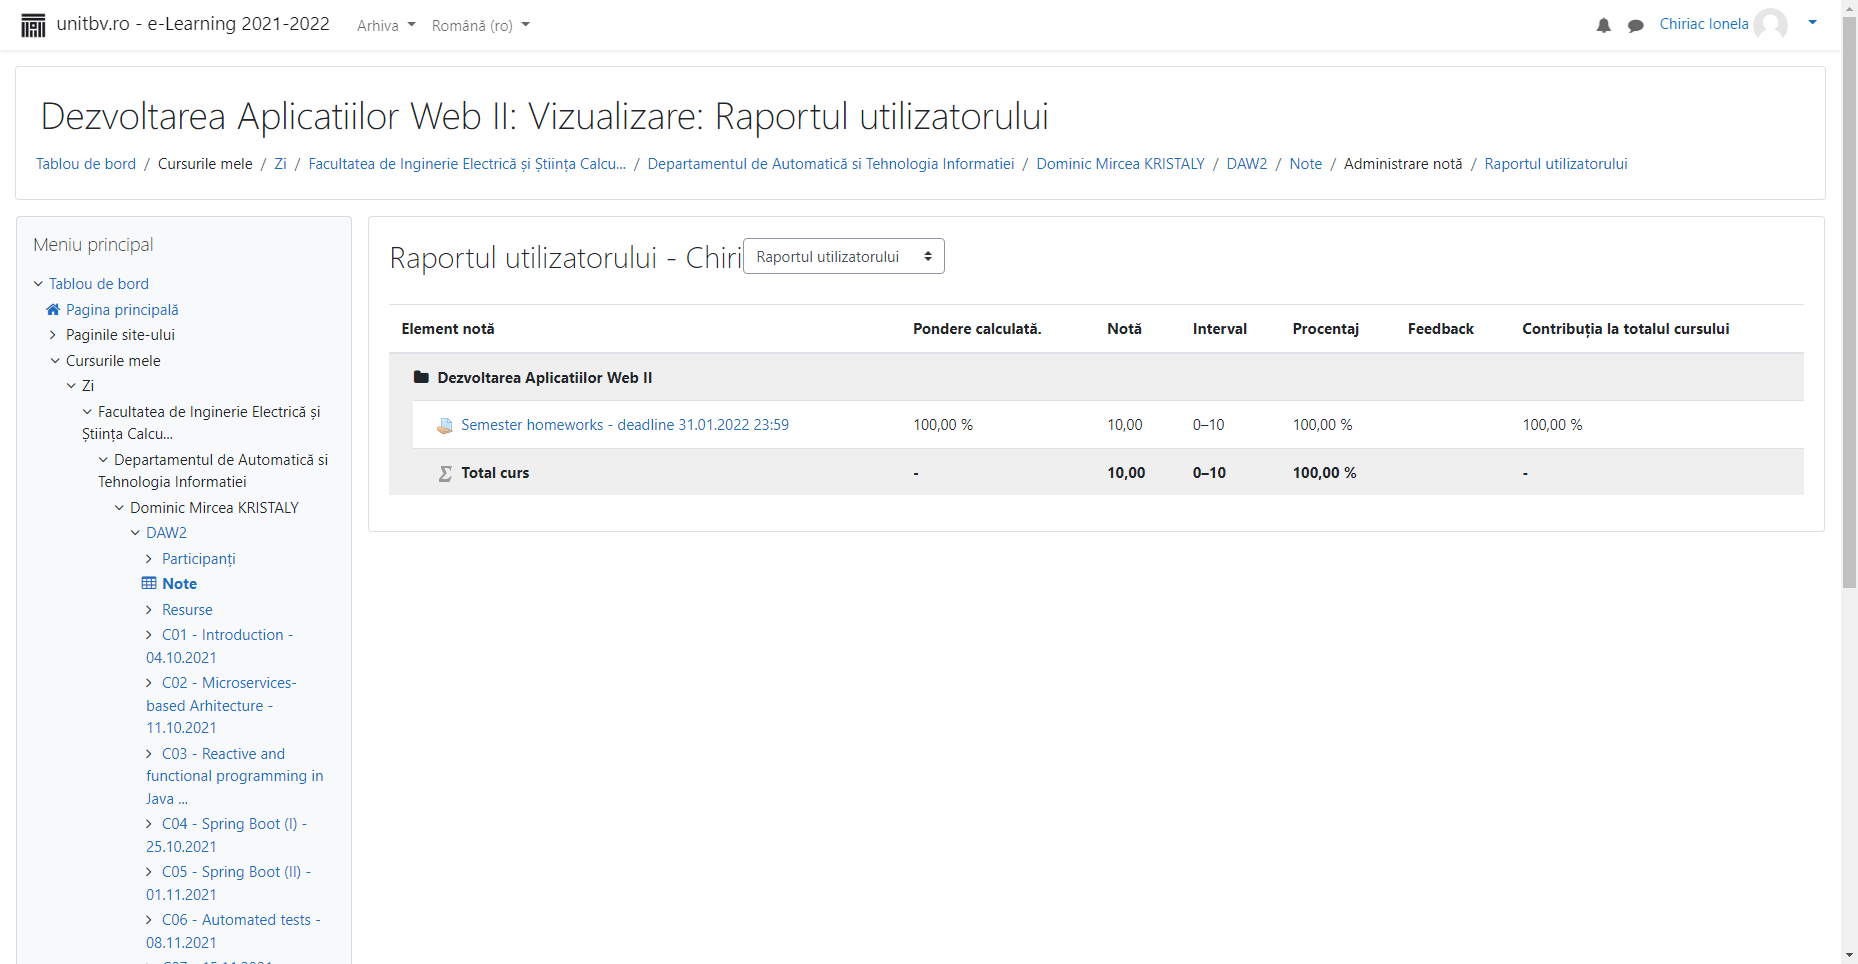 unitbv.ro - e-Learning 2021-2022 Arhiva Română (ro) Chiriac Ionela
Dezvoltarea Aplicatiilor Web II: Vizualizare: Raportul utilizatorului
Tablou de bord / Cursurile mele / Zi / Facultatea de Inginerie Electrică și Știința Calcu... / Departamentul de Automatică si Tehnologia Informatiei / Dominic Mircea KRISTALY / DAW2 / Note / Administrare notă / Raportul utilizatorului
Meniu principal
Tablou de bord
Pagina principală
Paginile site-ului
Cursurile mele
Zi
Facultatea de Inginerie Electrică și
Știința Calcu...
Departamentul de Automatică si
Tehnologia Informatiei
Dominic Mircea KRISTALY
DAW2
Participanți
Note
Resurse
C01 - Introduction -
04.10.2021
C02 - Microservices-
based Arhitecture -
11.10.2021
C03 - Reactive and
functional programming in
Java ...
C04 - Spring Boot (I) -
25.10.2021
C05 - Spring Boot (II) -
01.11.2021
C06 - Automated tests -
08.11.2021
Raportul utilizatorului - Chiri Raportul utilizatorului
Element notă Pondere calculată. Notă Interval Procentaj Feedback Contribuția la totalul cursului
Dezvoltarea Aplicatiilor Web II
Semester homeworks - deadline 31.01.2022 23:59 100,00 % 10,00 0–10 100,00 % 100,00 %
Total curs - 10,00 0–10 100,00 % -